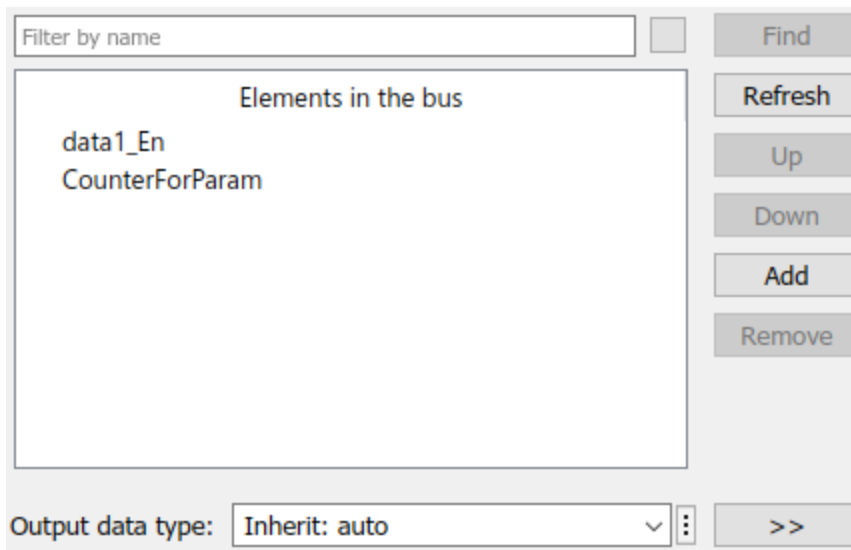 Filter by name
Find
Elements in the bus
Refresh
data1_En
Up
CounterForParam
Down
Add
Remove
Output data type: Inherit: auto
>>